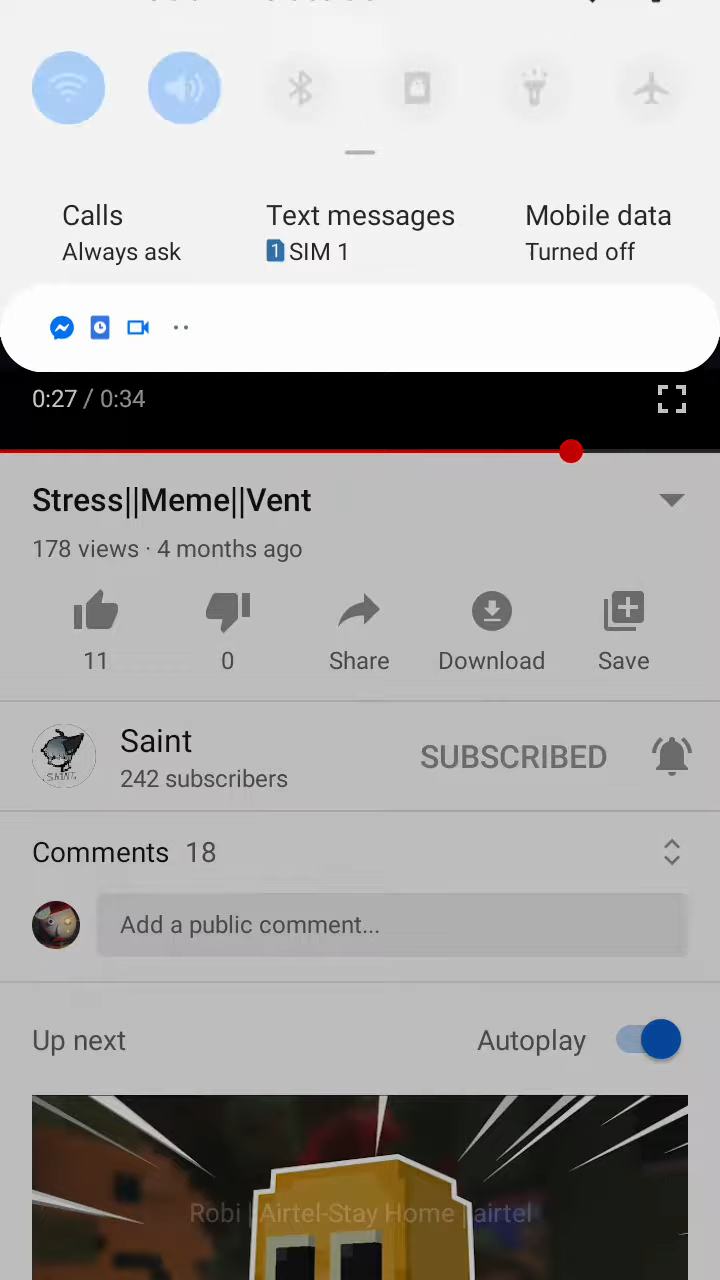 Calls
Text messages
Mobile data
Always ask
1 SIM 1
Turned off
0:27 / 0:34
Stress||Meme||Vent
178 views · 4 months ago
11
0
Share
Download
Save
Saint
242 subscribers
SUBSCRIBED
SAINT
Comments 18
Add a public comment...
Up next
Autoplay
Robi | Airtel-Stay Home | airtel